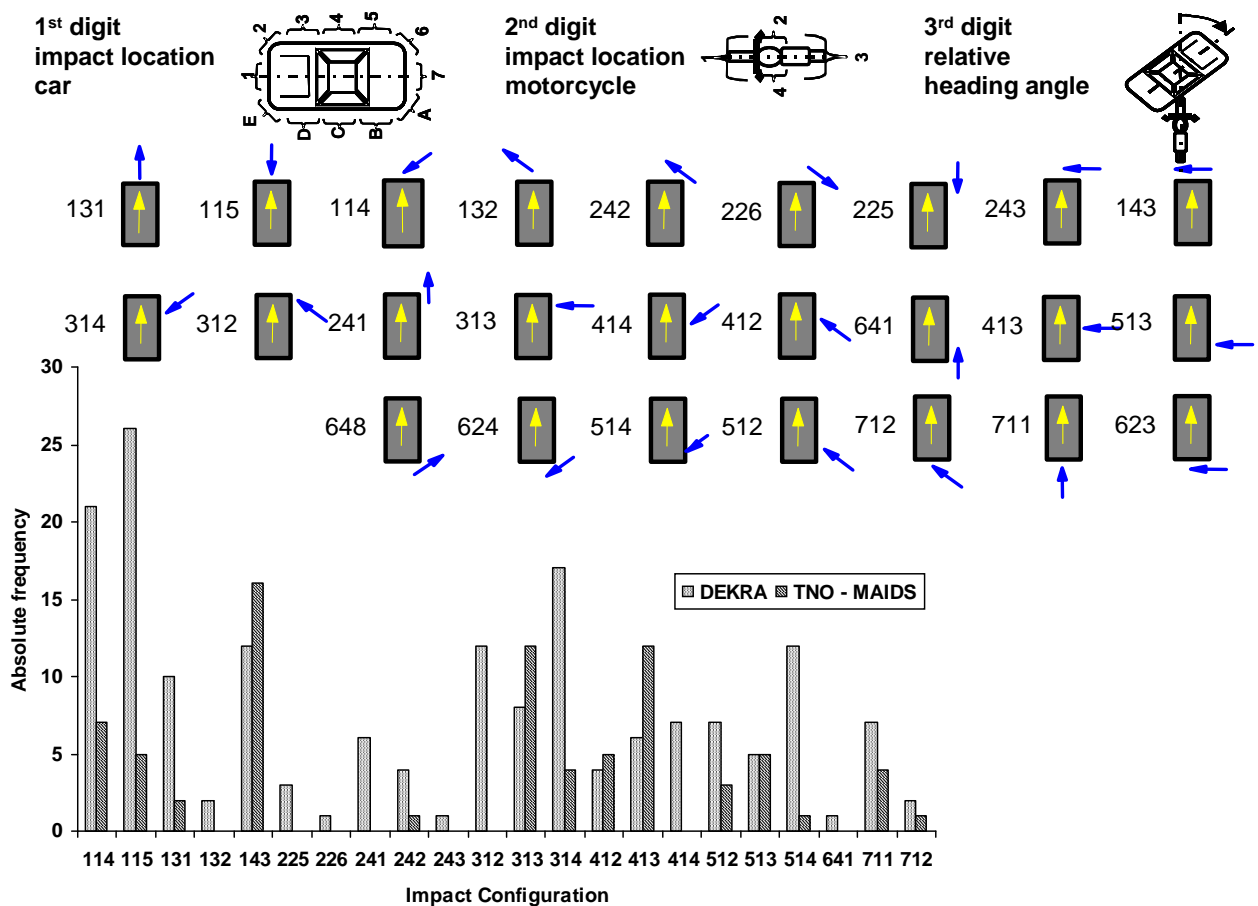 1st digit
impact location
car
2 3 4 5 6
1 7
E D C B A
2nd digit
impact location
motorcycle
2
3
4
3rd digit
relative
heading angle
131 115 114 132 242 226 225 243 143
314 312 241 313 414 412 641 413 513
648 624 514 512 712 711 623
30
25
20
15
10
5
0
Absolute frequency
DEKRA TNO - MAIDS
114 115 131 132 143 225 226 241 242 243 312 313 314 412 413 414 512 513 514 641 711 712
Impact Configuration